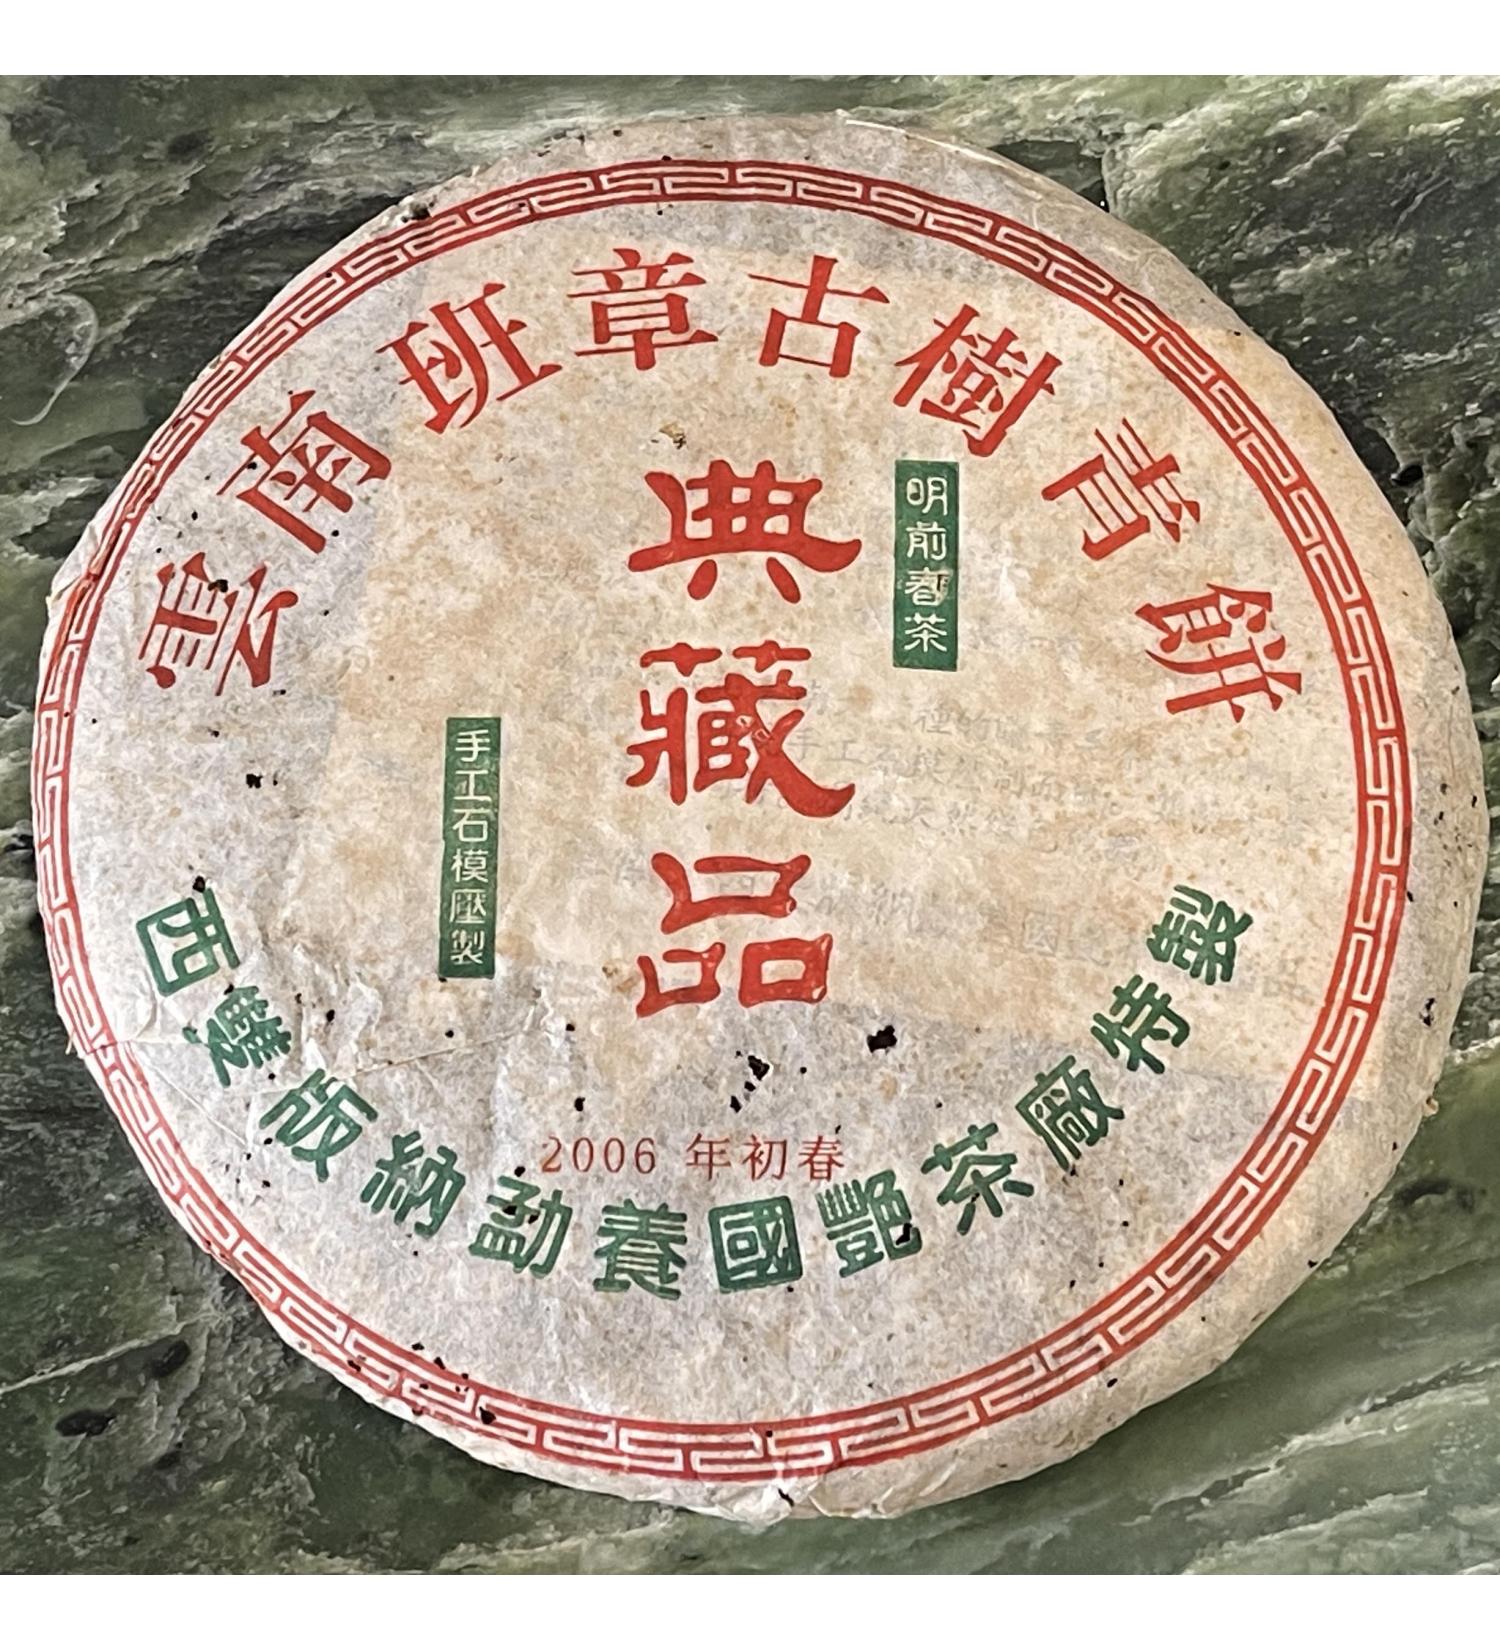 雲南班章古樹青餅
明前春茶
典藏品
手工石模壓製
2006 年初春
西雙版納勐養國豔茶廠特製